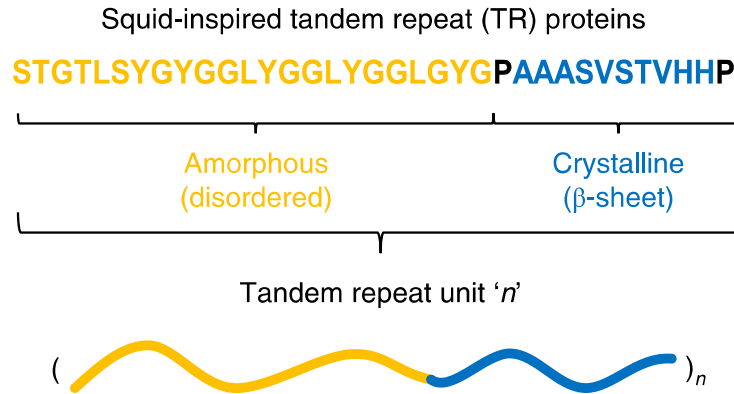 Squid-inspired tandem repeat (TR) proteins
STGTLSYGYGGLYGGLYGGLGYGPAAASVSTVHHP
Amorphous Crystalline
(disordered) (β-sheet)
Tandem repeat unit ‘n’
( )n